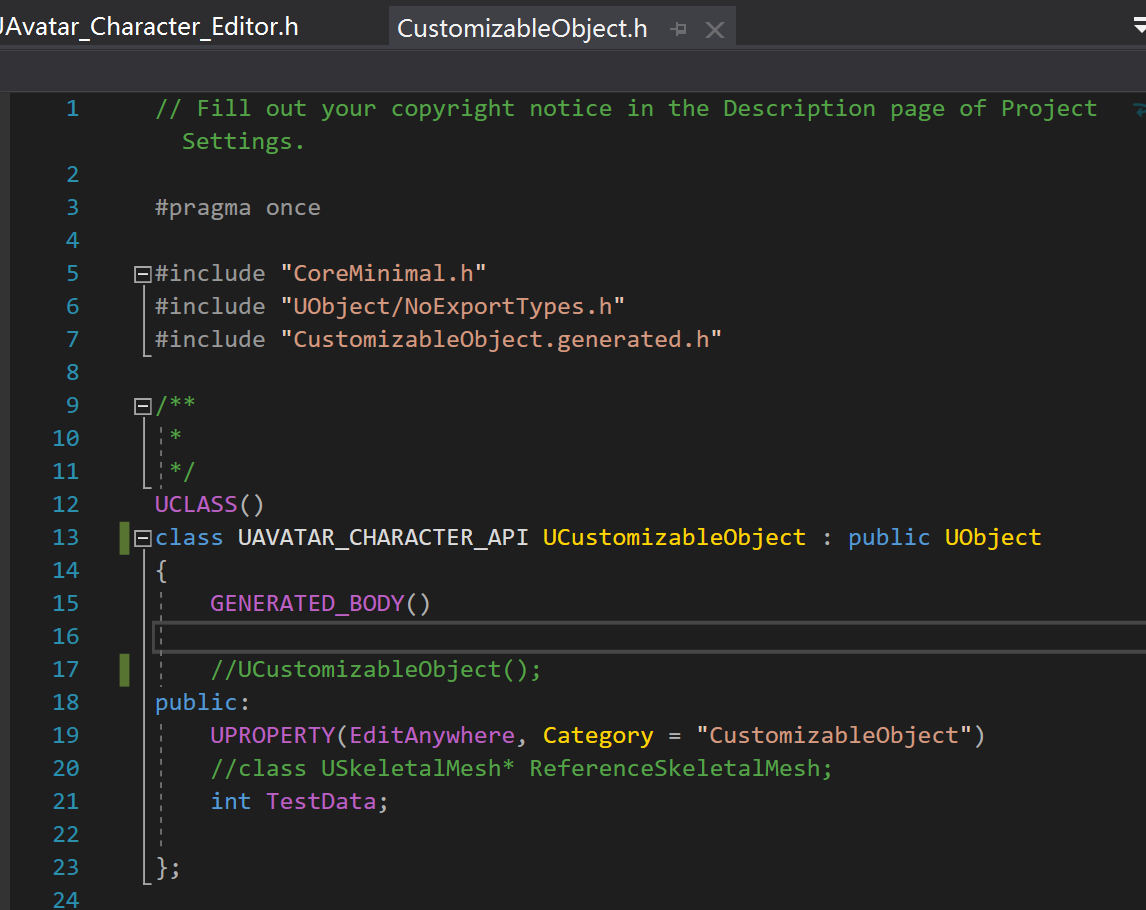 UAvatar_Character_Editor.h
CustomizableObject.h
1 // Fill out your copyright notice in the Description page of Project
Settings.
2
3 #pragma once
4
5 #include "CoreMinimal.h"
6 #include "UObject/NoExportTypes.h"
7 #include "CustomizableObject.generated.h"
8
9 /**
10 *
11 */
12 UCLASS()
13 class UAVATAR_CHARACTER_API UCustomizableObject : public UObject
14 {
15 GENERATED_BODY()
16
17 //UCustomizableObject();
18 public:
19 UPROPERTY(EditAnywhere, Category = "CustomizableObject")
20 //class USkeletalMesh* ReferenceSkeletalMesh;
21 int TestData;
22
23 };
24